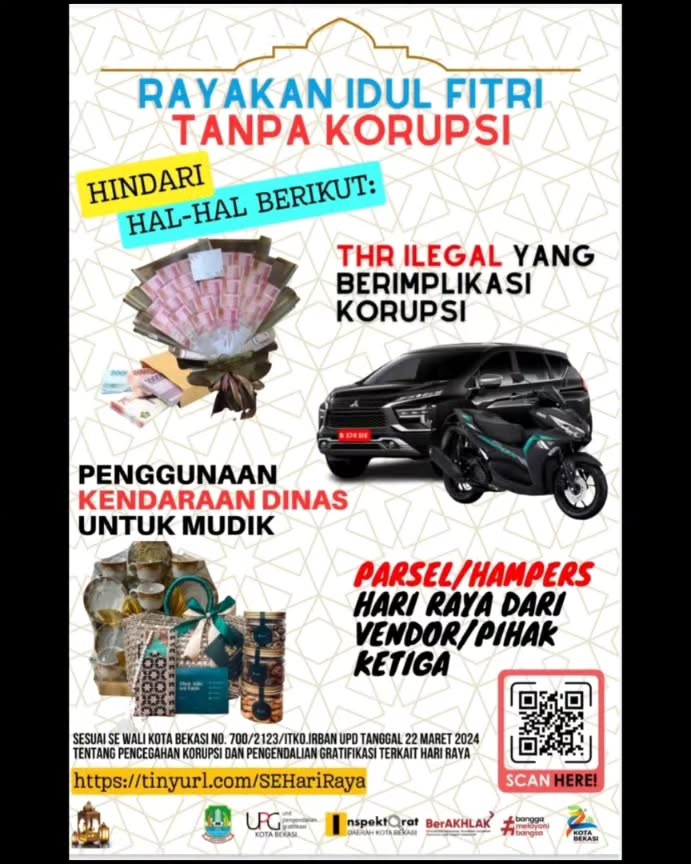 RAYAKAN IDUL FITRI
TANPA KORUPSI
HINDARI
HAL-HAL BERIKUT:
THR ILEGAL YANG
BERIMPLIKASI
KORUPSI
PENGGUNAAN
KENDARAAN DINAS
UNTUK MUDIK
PARSEL/HAMPERS
HARI RAYA DARI
VENDOR/PIHAK
KETIGA
SESUAI SE WALI KOTA BEKASI NO. 700/2123/ITKO.IRBAN UPD TANGGAL 22 MARET 2024
TENTANG PENCEGAHAN KORUPSI DAN PENGENDALIAN GRATIFIKASI TERKAIT HARI RAYA
https://tinyurl.com/SEHariRaya
SCAN HERE!
UPG unit pengendalian gratifikasi
KOTA BEKASI
InspektOrat
DAERAH KOTA BEKASI
BerAKHLAK
#bangga
melayani
bangsa
KOTA
BEKASI